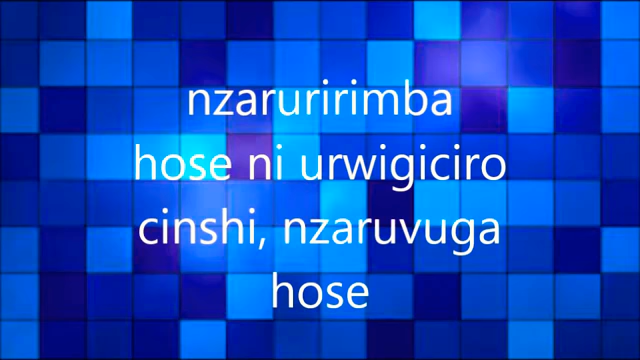 nzaruririmba
hose ni urwigiciro
cinshi, nzaruvuga
hose